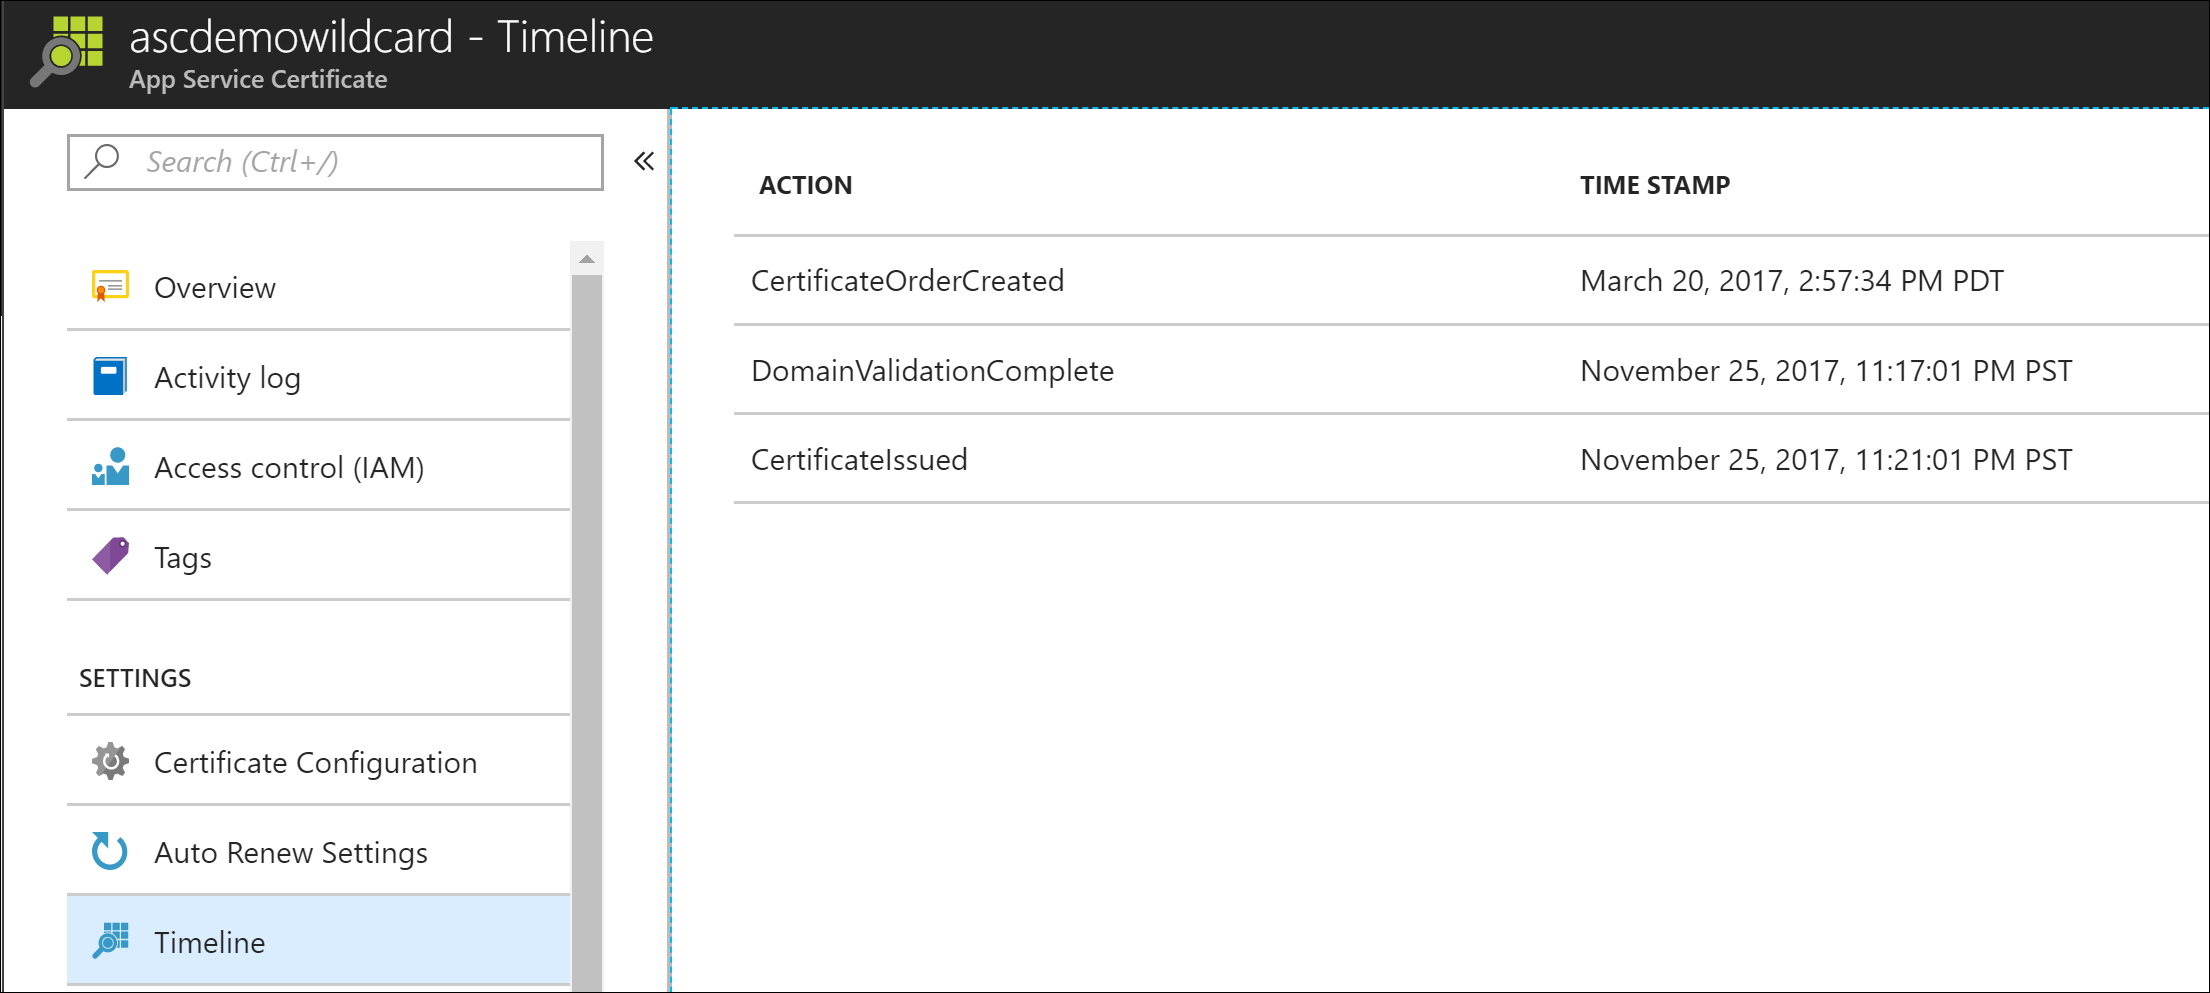 ascdemowildcard - Timeline
App Service Certificate
Search (Ctrl+/)
Overview
Activity log
Access control (IAM)
Tags
SETTINGS
Certificate Configuration
Auto Renew Settings
Timeline
ACTION TIME STAMP
CertificateOrderCreated March 20, 2017, 2:57:34 PM PDT
DomainValidationComplete November 25, 2017, 11:17:01 PM PST
CertificateIssued November 25, 2017, 11:21:01 PM PST